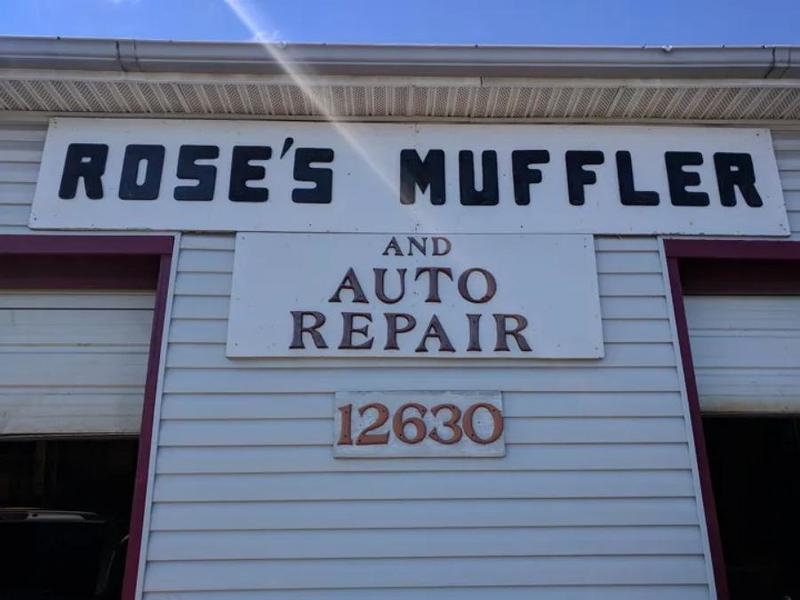 ROSE'S MUFFLER
AND
AUTO
REPAIR
12630